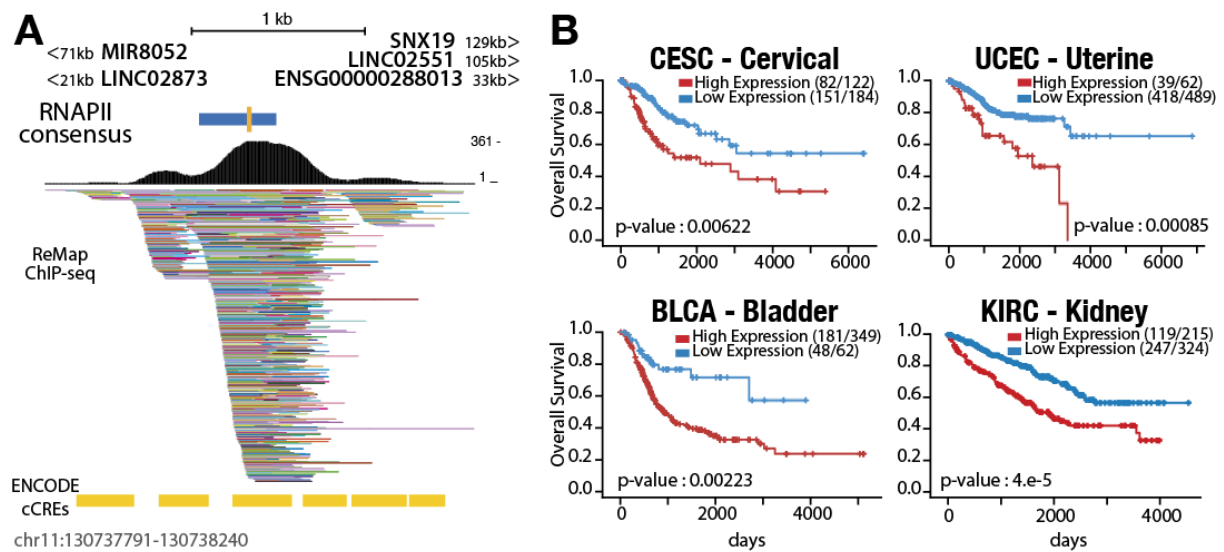 A
1 kb
<71kb MIR8052
SNX19 129kb>
LINC02551 105kb>
<21kb LINC02873
ENSG00000288013 33kb>
RNAPII
consensus
361 -
1 _
ReMap
ChIP-seq
ENCODE
cCREs
chr11:130737791-130738240
B
CESC - Cervical
High Expression (82/122)
Low Expression (151/184)
Overall Survival
1.0
0.8
0.6
0.4
0.2
0.0
p-value : 0.00622
0 2000 4000 6000
UCEC - Uterine
High Expression (39/62)
Low Expression (418/489)
1.0
0.8
0.6
0.4
0.2
0.0
p-value : 0.00085
0 2000 4000 6000
BLCA - Bladder
High Expression (181/349)
Low Expression (48/62)
Overall Survival
1.0
0.8
0.6
0.4
0.2
0.0
p-value : 0.00223
0 2000 4000
days
KIRC - Kidney
High Expression (119/215)
Low Expression (247/324)
1.0
0.8
0.6
0.4
0.2
0.0
p-value : 4.e-5
0 2000 4000
days